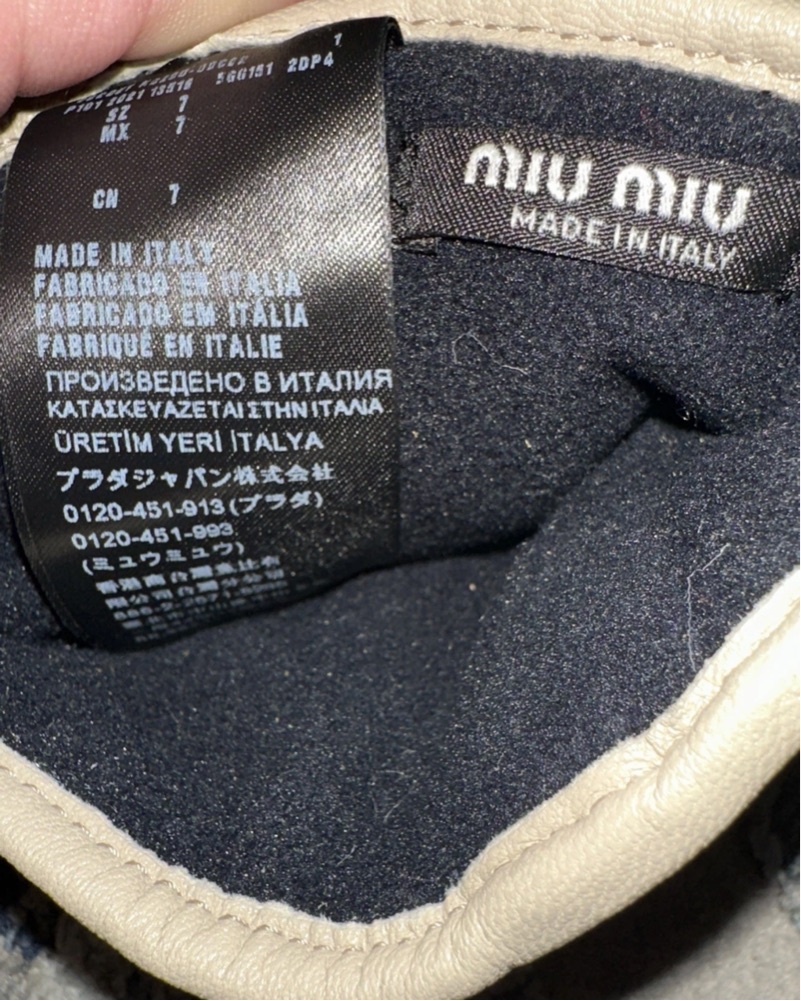 7
P101 2021 13S16 5GG151 2DP4
SZ 7
MX 7
CN 7
MADE IN ITALY
FABRICADO EN ITALIA
FABRICADO EM ITÁLIA
FABRIQUÉ EN ITALIE
ПРОИЗВЕДЕНО В ИТАЛИЯ
ΚΑΤΑΣΚΕΥΑΖΕΤΑΙ ΣΤΗΝ ΙΤΑΛΙΑ
ÜRETİM YERİ İTALYA
プラダジャパン株式会社
0120-451-913 (プラダ)
0120-451-993
(ミュウミュウ)
MIU MIU
MADE IN ITALY